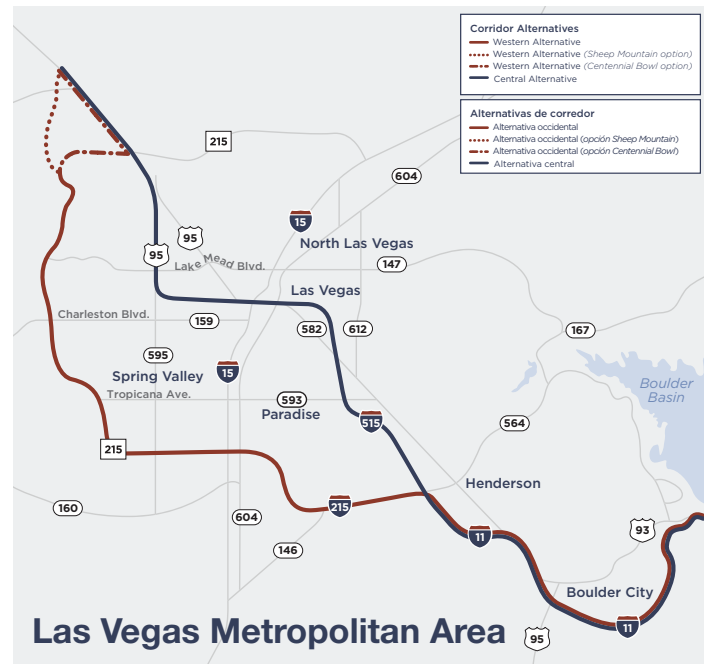 Corridor Alternatives
Western Alternative
Western Alternative (Sheep Mountain option)
Western Alternative (Centennial Bowl option)
Central Alternative
Alternativas de corredor
Alternativa occidental
Alternativa occidental (opción Sheep Mountain)
Alternativa occidental (opción Centennial Bowl)
Alternativa central
215
604
15
95
North Las Vegas
95
Lake Mead Blvd.
147
Las Vegas
Charleston Blvd.
159
582
612
167
595
Spring Valley
15
Boulder
Basin
Tropicana Ave.
593
Paradise
515
564
215
Henderson
160
604
215
93
11
146
Boulder City
11
Las Vegas Metropolitan Area
95